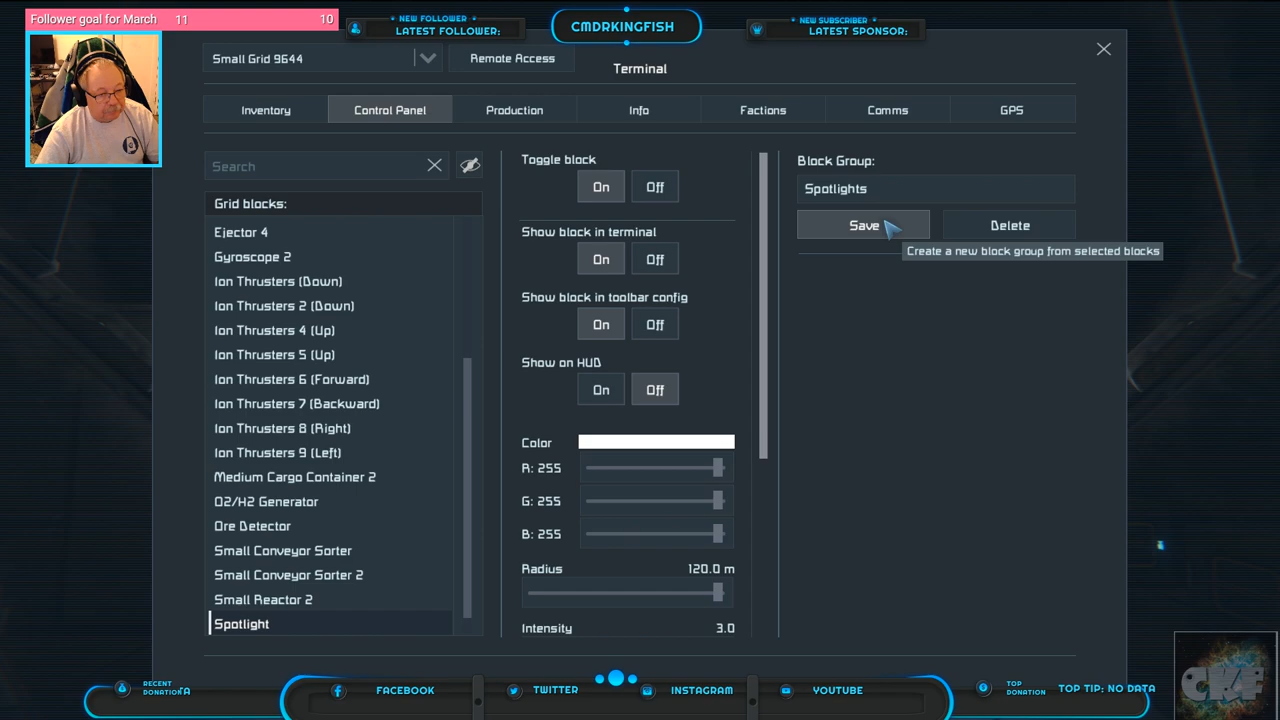 Follower goal for March 11 10
NEW FOLLOWER
LATEST FOLLOWER:
CMDRKINGFISH
NEW SUBSCRIBER
LATEST SPONSOR:
Small Grid 9644
Remote Access
Terminal
Inventory
Control Panel
Production
Info
Factions
Comms
GPS
Search
Grid blocks:
Ejector 4
Gyroscope 2
Ion Thrusters (Down)
Ion Thrusters 2 (Down)
Ion Thrusters 4 (Up)
Ion Thrusters 5 (Up)
Ion Thrusters 6 (Forward)
Ion Thrusters 7 (Backward)
Ion Thrusters 8 (Right)
Ion Thrusters 9 (Left)
Medium Cargo Container 2
O2/H2 Generator
Ore Detector
Small Conveyor Sorter
Small Conveyor Sorter 2
Small Reactor 2
Spotlight
Toggle block
On Off
Show block in terminal
On Off
Show block in toolbar config
On Off
Show on HUD
On Off
Color
R: 255
G: 255
B: 255
Radius 120.0 m
Intensity 3.0
Block Group:
Spotlights
Save Delete
Create a new block group from selected blocks
RECENT
DONATION
FACEBOOK
TWITTER
INSTAGRAM
YOUTUBE
TOP
DONATION
TOP TIP: NO DATA
CKF